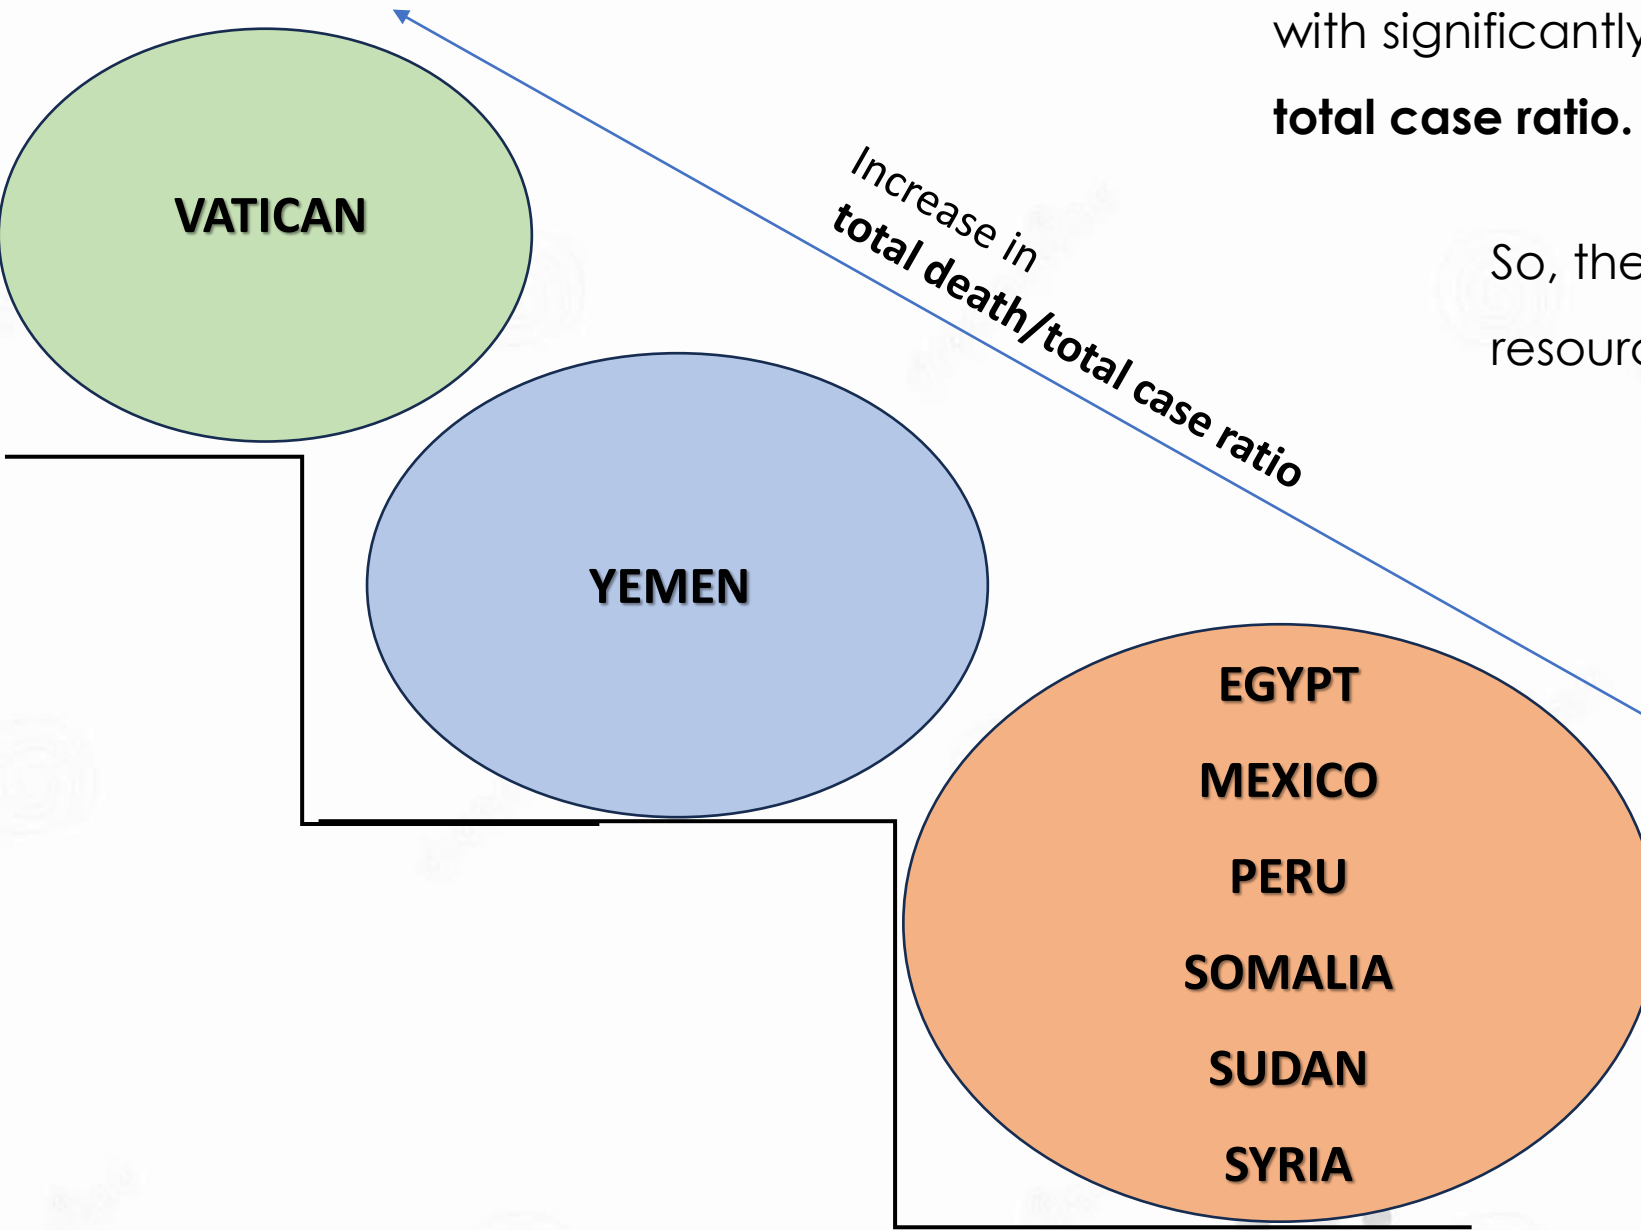 with significantly
total case ratio.
So, the
VATICAN
Increase in
total death/total case ratio
YEMEN
EGYPT
MEXICO
PERU
SOMALIA
SUDAN
SYRIA